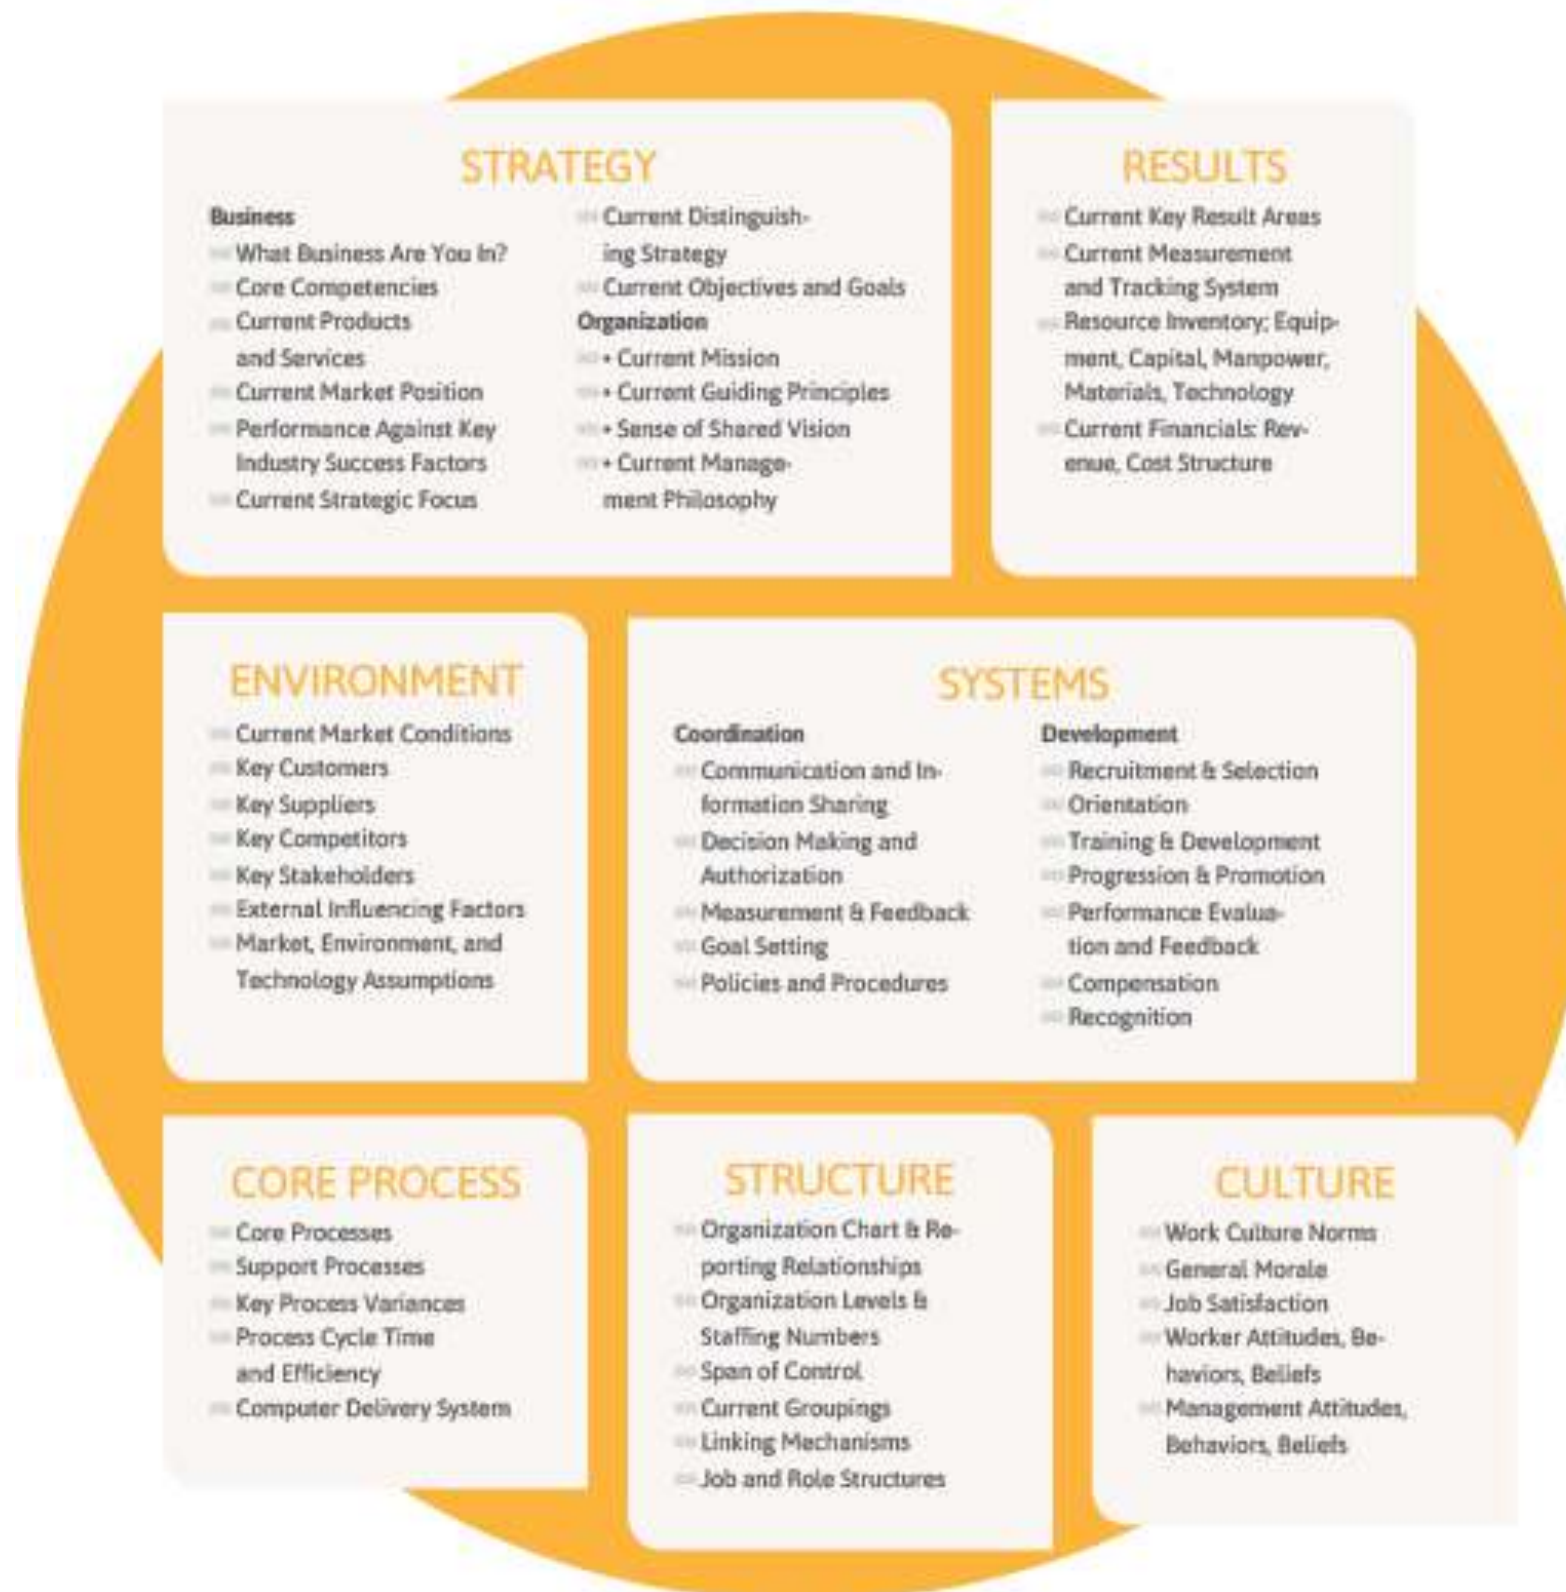 STRATEGY
Business
What Business Are You In?
Core Competencies
Current Products
and Services
Current Market Position
Performance Against Key
Industry Success Factors
Current Strategic Focus
Current Distinguish-
ing Strategy
Current Objectives and Goals
Organization
• Current Mission
• Current Guiding Principles
• Sense of Shared Vision
• Current Manage-
ment Philosophy
RESULTS
Current Key Result Areas
Current Measurement
and Tracking System
Resource Inventory; Equip-
ment, Capital, Manpower,
Materials, Technology
Current Financials: Rev-
enue, Cost Structure
ENVIRONMENT
Current Market Conditions
Key Customers
Key Suppliers
Key Competitors
Key Stakeholders
External Influencing Factors
Market, Environment, and
Technology Assumptions
SYSTEMS
Coordination
Communication and In-
formation Sharing
Decision Making and
Authorization
Measurement & Feedback
Goal Setting
Policies and Procedures
Development
Recruitment & Selection
Orientation
Training & Development
Progression & Promotion
Performance Evalua-
tion and Feedback
Compensation
Recognition
CORE PROCESS
Core Processes
Support Processes
Key Process Variances
Process Cycle Time
and Efficiency
Computer Delivery System
STRUCTURE
Organization Chart & Re-
porting Relationships
Organization Levels &
Staffing Numbers
Span of Control
Current Groupings
Linking Mechanisms
Job and Role Structures
CULTURE
Work Culture Norms
General Morale
Job Satisfaction
Worker Attitudes, Be-
haviors, Beliefs
Management Attitudes,
Behaviors, Beliefs